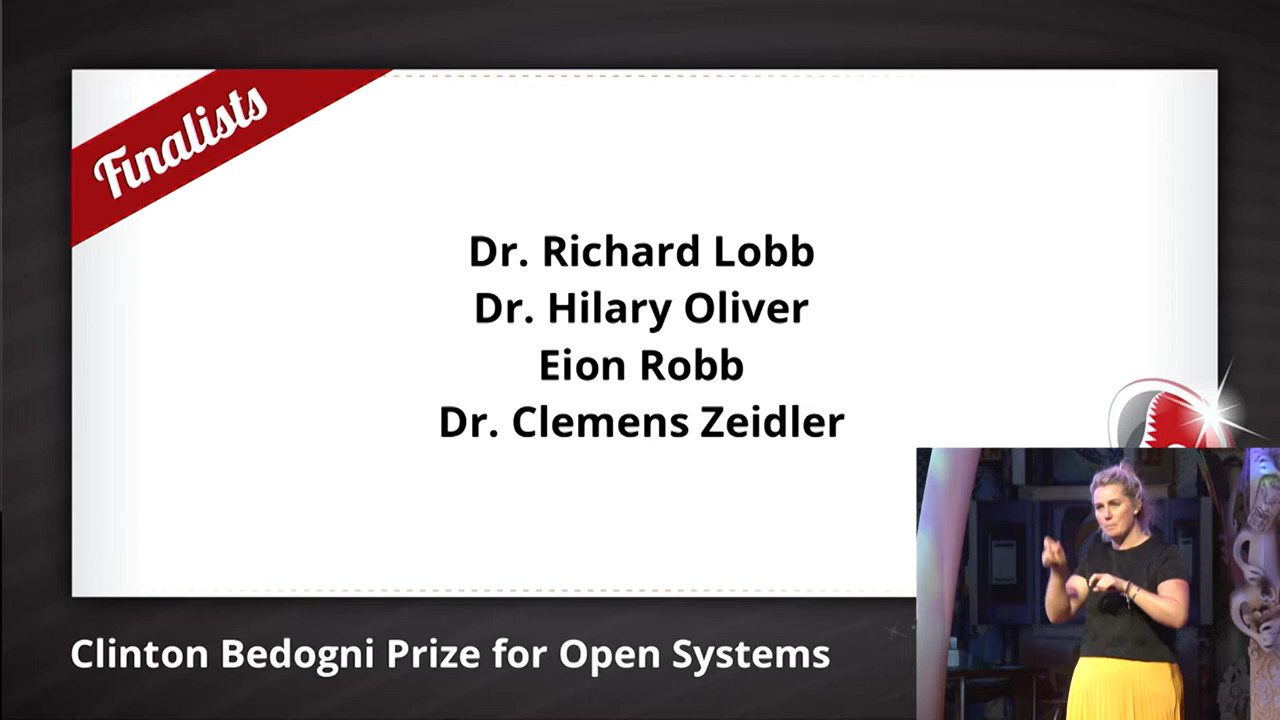 Finalists
Dr. Richard Lobb
Dr. Hilary Oliver
Eion Robb
Dr. Clemens Zeidler
Clinton Bedogni Prize for Open Systems